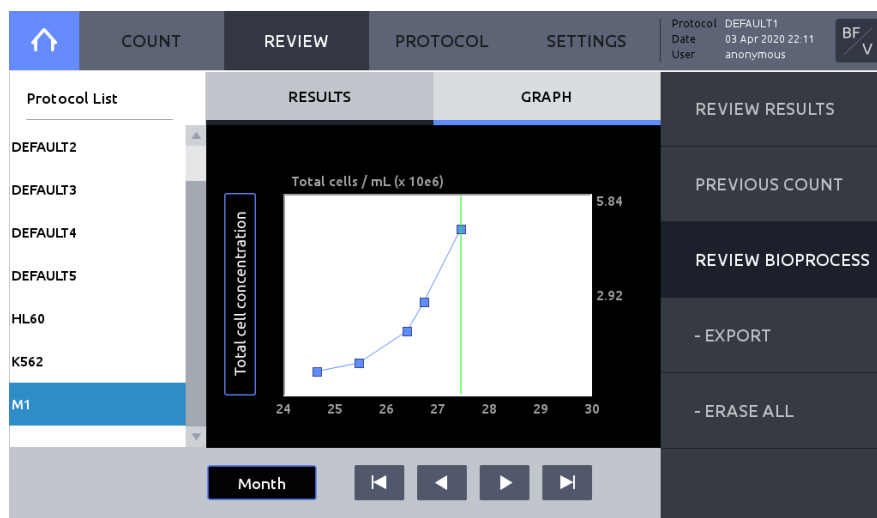 COUNT
REVIEW
PROTOCOL
SETTINGS
Protocol DEFAULT1
Date 03 Apr 2020 22:11
User anonymous
BF/V
Protocol List
DEFAULT2
DEFAULT3
DEFAULT4
DEFAULT5
HL60
K562
M1
RESULTS
GRAPH
Total cells / mL (x 10e6)
Total cell concentration
5.84
2.92
24 25 26 27 28 29 30
Month
REVIEW RESULTS
PREVIOUS COUNT
REVIEW BIOPROCESS
- EXPORT
- ERASE ALL